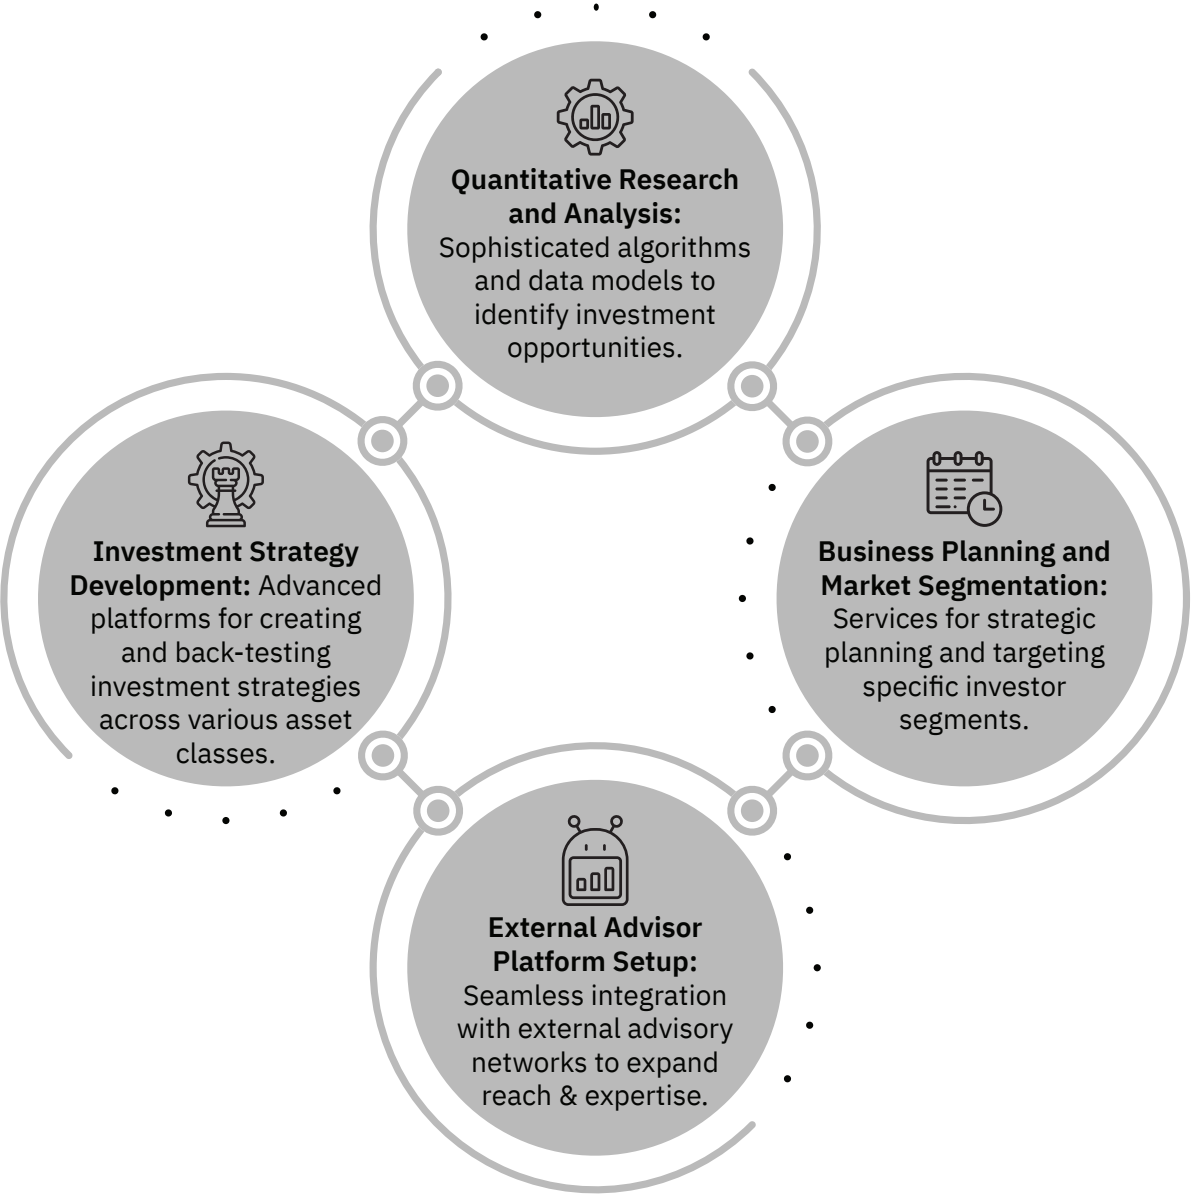 Quantitative Research
and Analysis:
Sophisticated algorithms
and data models to
identify investment
opportunities.
Investment Strategy
Development: Advanced
platforms for creating
and back-testing
investment strategies
across various asset
classes.
Business Planning and
Market Segmentation:
Services for strategic
planning and targeting
specific investor
segments.
External Advisor
Platform Setup:
Seamless integration
with external advisory
networks to expand
reach & expertise.